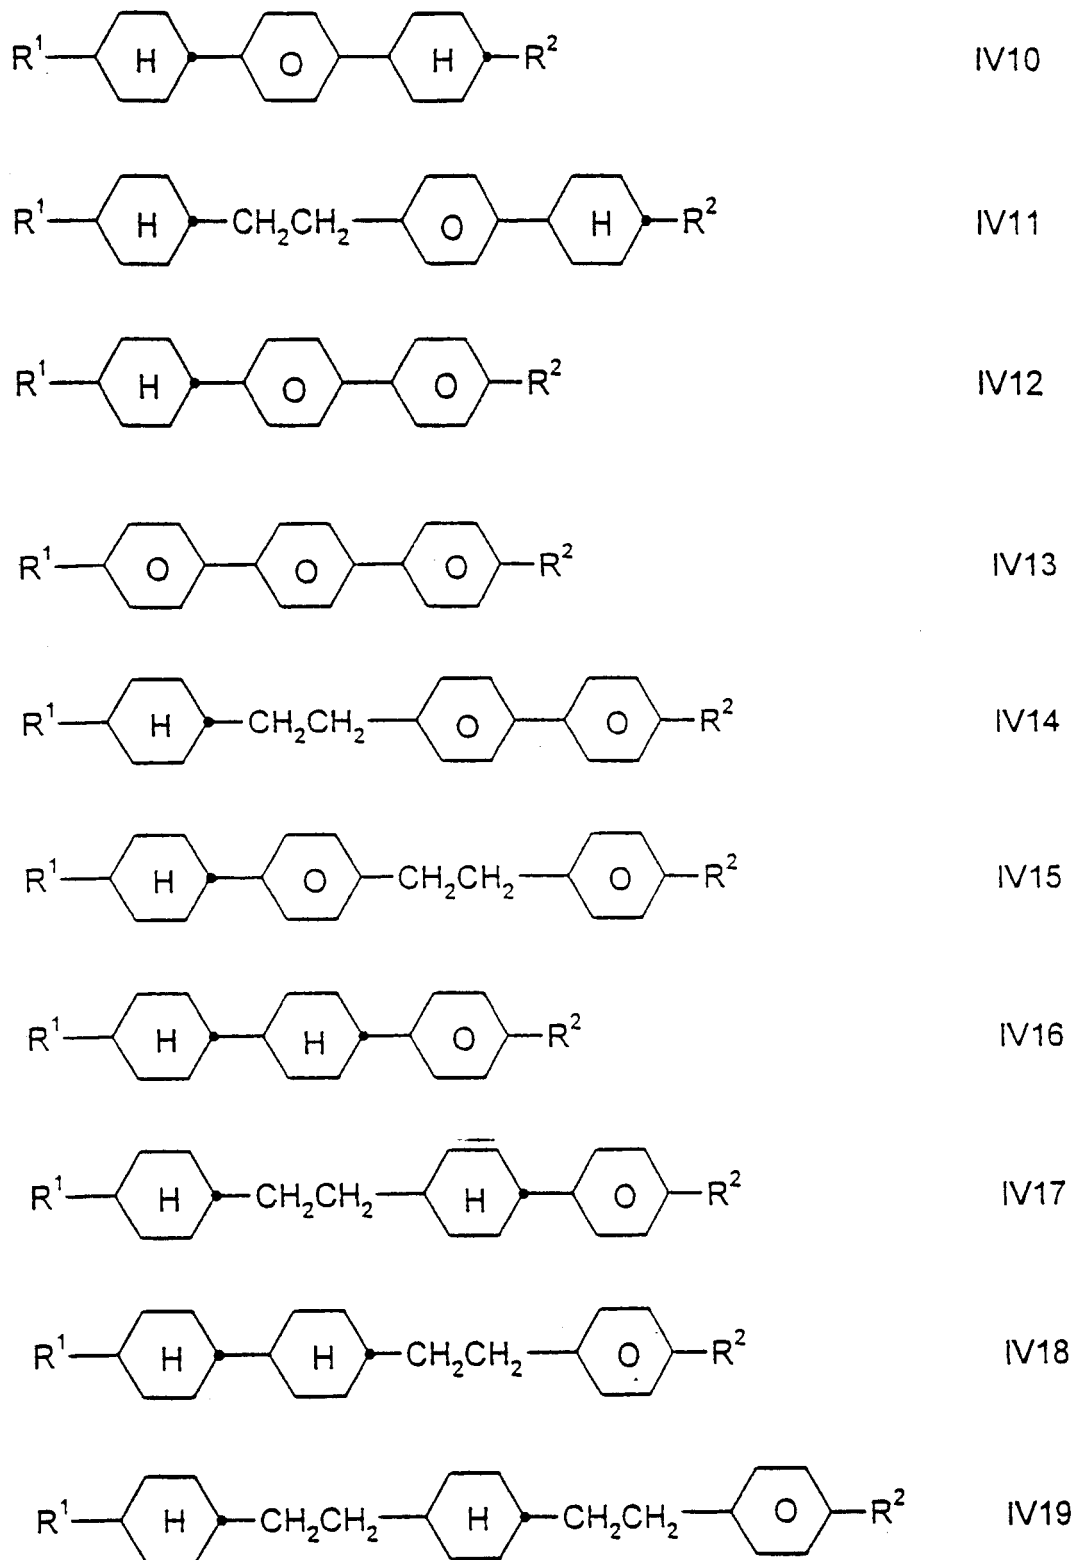 R¹ H O H R² IV10
R¹ H CH₂CH₂ O H R² IV11
R¹ H O O R² IV12
R¹ O O O R² IV13
R¹ H CH₂CH₂ O O R² IV14
R¹ H O CH₂CH₂ O R² IV15
R¹ H H O R² IV16
R¹ H CH₂CH₂ H O R² IV17
R¹ H H CH₂CH₂ O R² IV18
R¹ H CH₂CH₂ H CH₂CH₂ O R² IV19